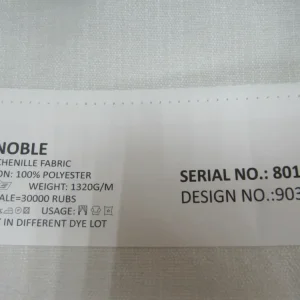 NOBLE
CHENILLE FABRIC
ON: 100% POLYESTER
WEIGHT: 1320G/M
ALE=30000 RUBS
USAGE:
IN DIFFERENT DYE LOT
SERIAL NO.: 801
DESIGN NO.:903